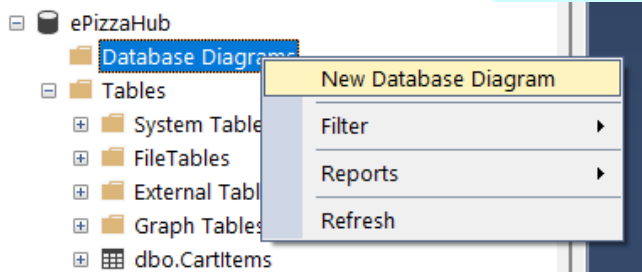 ePizzaHub
Database Diagrams
New Database Diagram
Tables
System Table
Filter
FileTables
Reports
External Tabl
Graph Tables
Refresh
dbo.CartItems